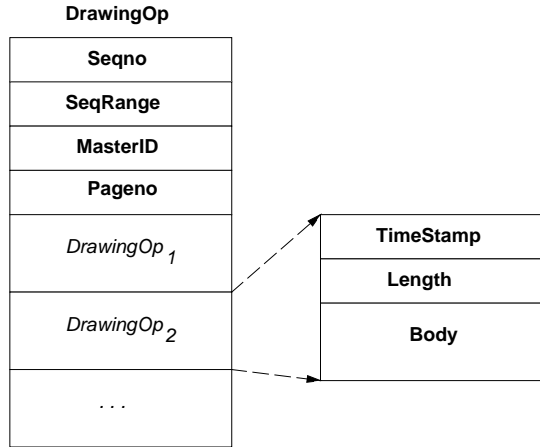 DrawingOp
Seqno
SeqRange
MasterID
Pageno
DrawingOp 1
DrawingOp 2
. . .
TimeStamp
Length
Body